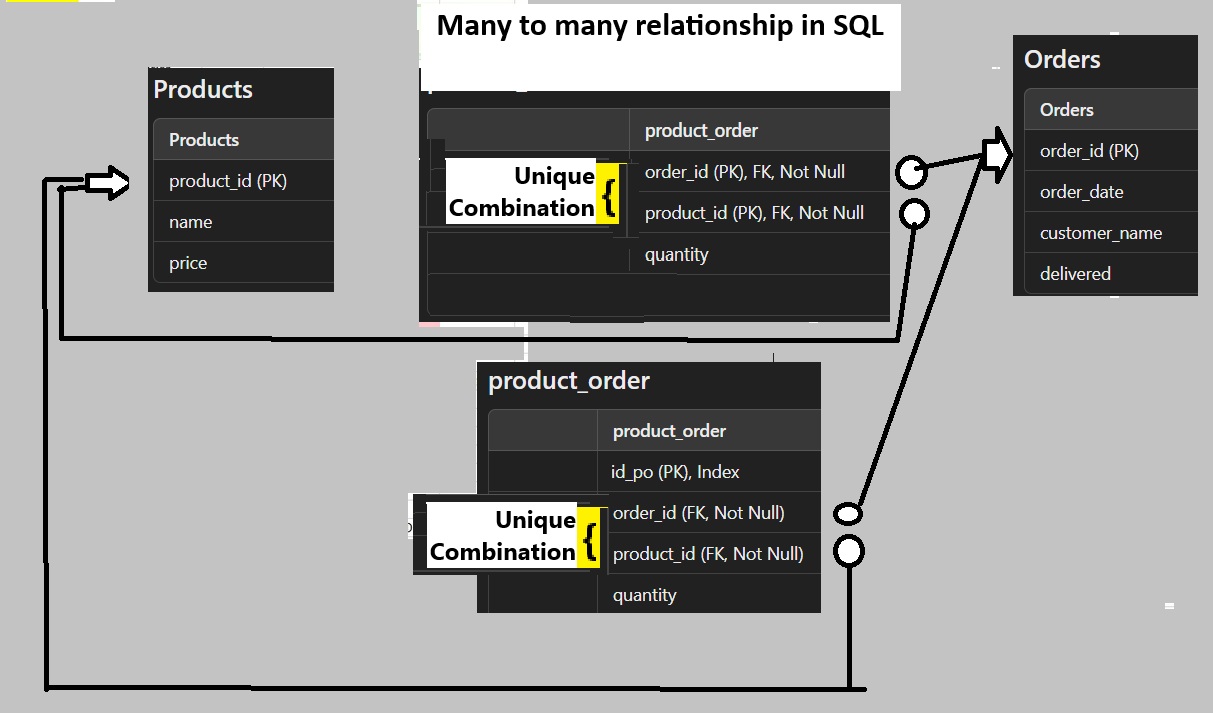 Many to many relationship in SQL
Products
Products
product_id (PK)
name
price
product_order
order_id (PK), FK, Not Null
product_id (PK), FK, Not Null
quantity
Unique
Combination {
Orders
Orders
order_id (PK)
order_date
customer_name
delivered
product_order
product_order
id_po (PK), Index
order_id (FK, Not Null)
product_id (FK, Not Null)
quantity
Unique
Combination {